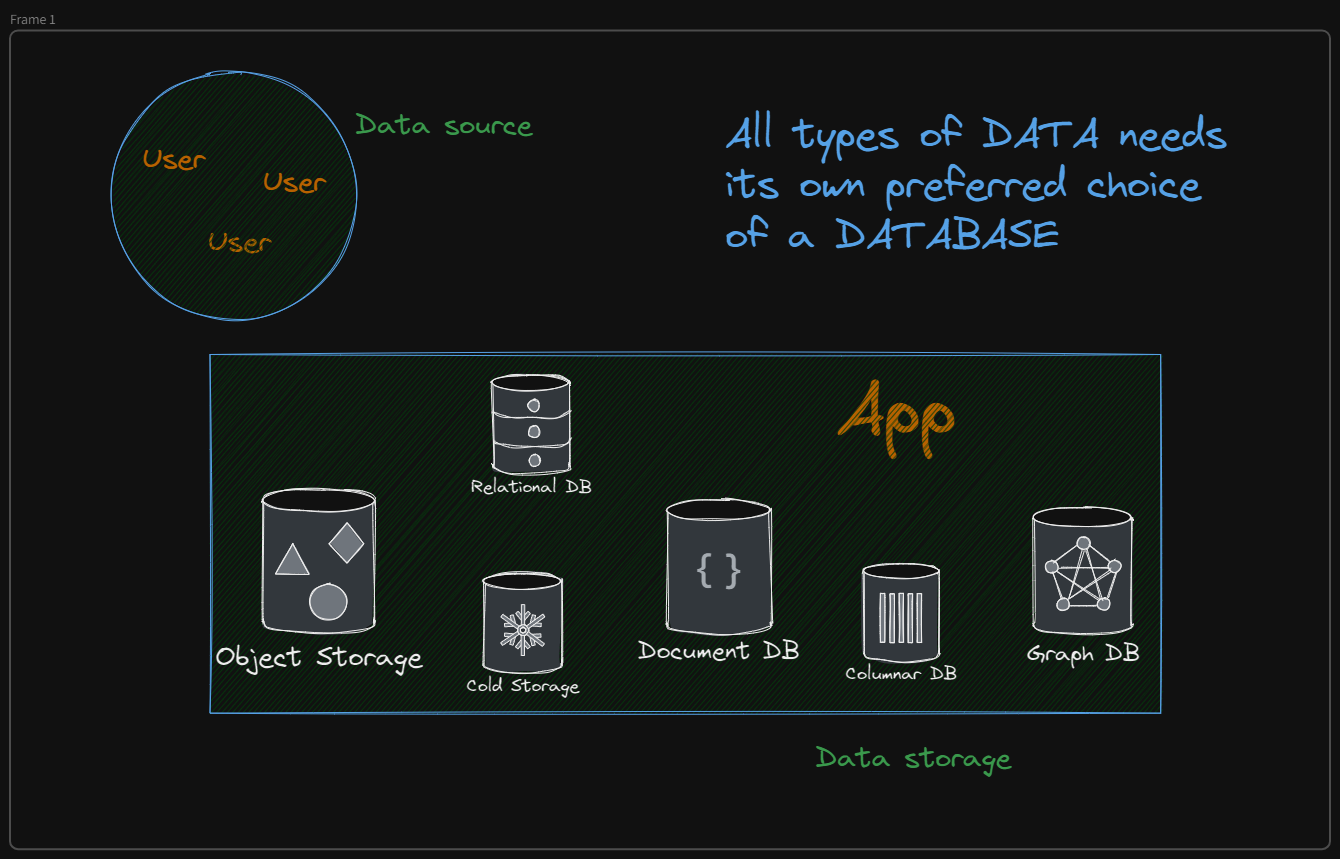 Frame 1
Data source
User
User
User
All types of DATA needs
its own preferred choice
of a DATABASE
App
Relational DB
Object Storage
Cold Storage
{ }
Document DB
Columnar DB
Graph DB
Data storage